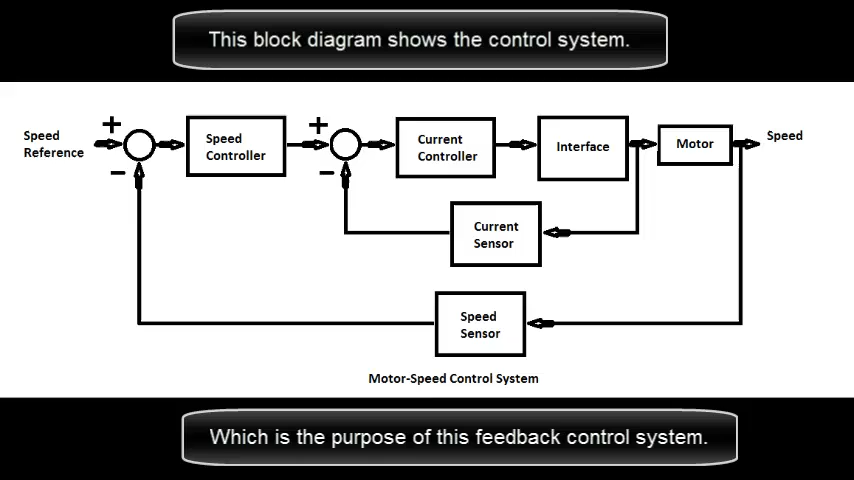 This block diagram shows the control system.
Speed
Reference
+
−
Speed
Controller
+
−
Current
Controller
Interface
Motor
Speed
Current
Sensor
Speed
Sensor
Motor-Speed Control System
Which is the purpose of this feedback control system.